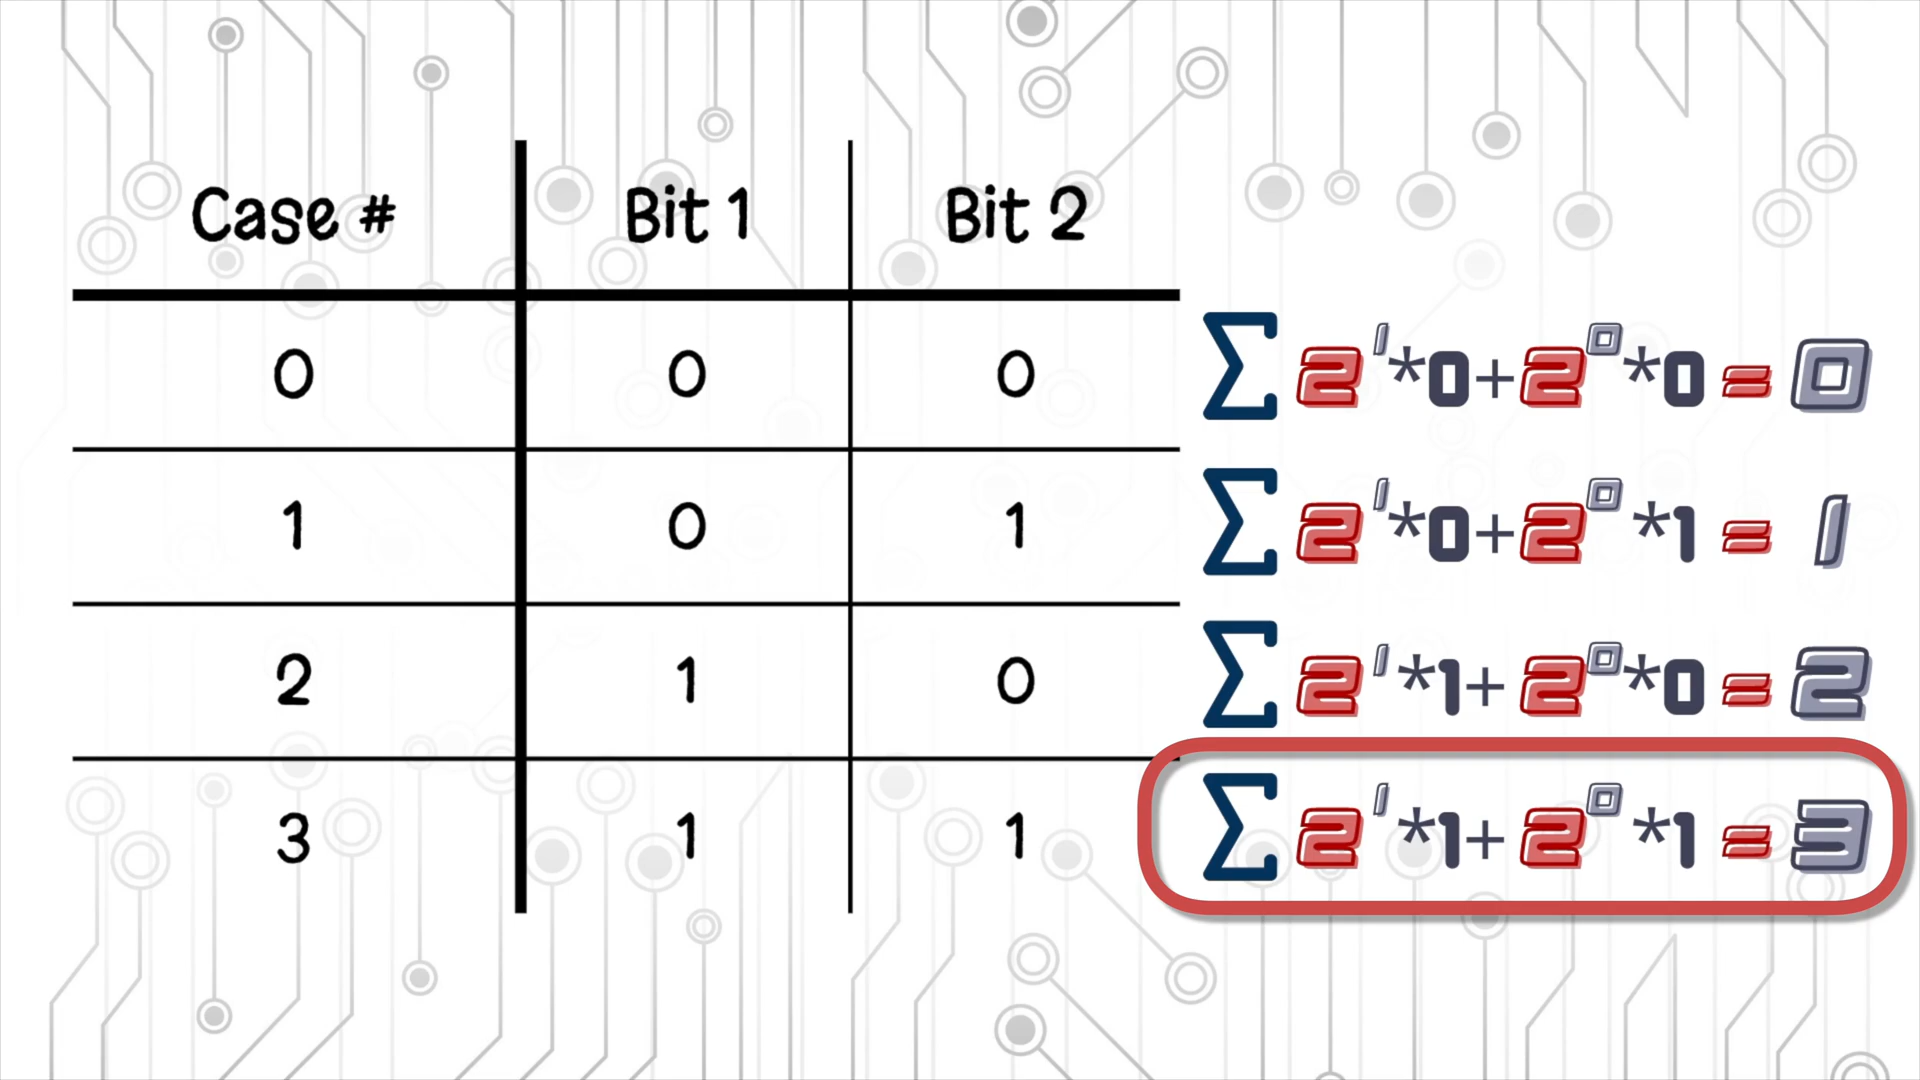 Case # Bit 1 Bit 2
0 0 0 Σ 2¹*0+2⁰*0 = 0
1 0 1 Σ 2¹*0+2⁰*1 = 1
2 1 0 Σ 2¹*1+2⁰*0 = 2
3 1 1 Σ 2¹*1+2⁰*1 = 3